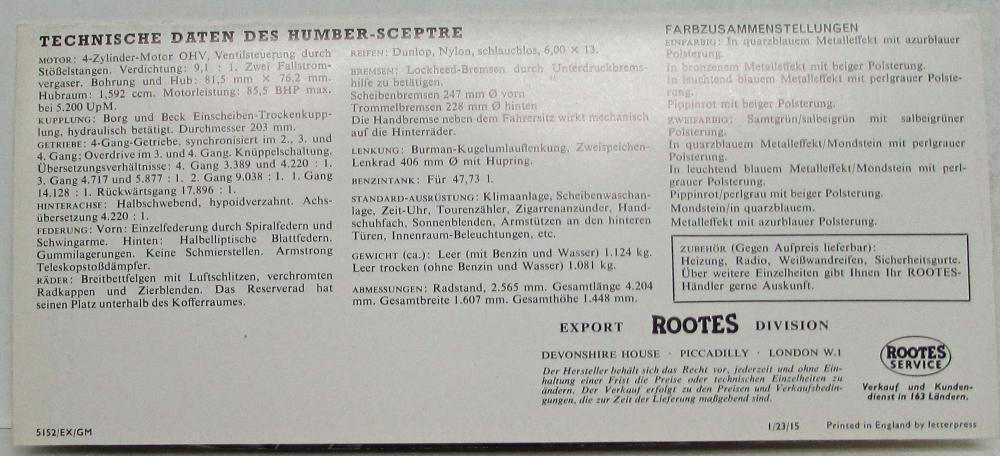 TECHNISCHE DATEN DES HUMBER-SCEPTRE
MOTOR: 4-Zylinder-Motor OHV, Ventilsteuerung durch
Stößelstangen. Verdichtung: 9,1 : 1. Zwei Fallstrom-
vergaser. Bohrung und Hub: 81,5 mm × 76,2 mm.
Hubraum: 1,592 ccm. Motorleistung: 85,5 BHP max.
bei 5.200 UpM.
KUPPLUNG: Borg und Beck Einscheiben-Trockenkupp-
lung, hydraulisch betätigt. Durchmesser 203 mm.
GETRIEBE: 4-Gang-Getriebe, synchronisiert im 2., 3. und
4. Gang; Overdrive im 3. und 4. Gang. Knüppelschaltung.
Übersetzungsverhältnisse: 4. Gang 3.389 und 4.220 : 1.
3. Gang 4.717 und 5.877 : 1. 2. Gang 9.038 : 1. 1. Gang
14.128 : 1. Rückwärtsgang 17.896 : 1.
HINTERACHSE: Halbschwebend, hypoidverzahnt. Achs-
übersetzung 4.220 : 1.
FEDERUNG: Vorn: Einzelfederung durch Spiralfedern und
Schwingarme. Hinten: Halbelliptische Blattfedern.
Gummilagerungen. Keine Schmierstellen. Armstrong
Teleskopstoßdämpfer.
RÄDER: Breitbettfelgen mit Luftschlitzen, verchromten
Radkappen und Zierblenden. Das Reserverad hat
seinen Platz unterhalb des Kofferraumes.
REIFEN: Dunlop, Nylon, schlauchlos, 6,00 × 13.
BREMSEN: Lockheed-Bremsen durch Unterdruckbrems-
hilfe zu betätigen.
Scheibenbremsen 247 mm Ø vorn
Trommelbremsen 228 mm Ø hinten
Die Handbremse neben dem Fahrersitz wirkt mechanisch
auf die Hinterräder.
LENKUNG: Burman-Kugelumlauflenkung, Zweispeichen-
Lenkrad 406 mm Ø mit Hupring.
BENZINTANK: Für 47,73 l.
STANDARD-AUSRÜSTUNG: Klimaanlage, Scheibenwaschan-
lage, Zeit-Uhr, Tourenzähler, Zigarrenanzünder, Hand-
schuhfach, Sonnenblenden, Armstützen an den hinteren
Türen, Innenraum-Beleuchtungen, etc.
GEWICHT (ca.): Leer (mit Benzin und Wasser) 1.124 kg.
Leer trocken (ohne Benzin und Wasser) 1.081 kg.
ABMESSUNGEN: Radstand, 2.565 mm. Gesamtlänge 4.204
mm. Gesamtbreite 1.607 mm. Gesamthöhe 1.448 mm.
FARBZUSAMMENSTELLUNGEN
EINFARBIG: In quarzblauem Metalleffekt mit azurblauer
Polsterung.
In bronzenem Metalleffekt mit beiger Polsterung.
In leuchtend blauem Metalleffekt mit perlgrauer Polste-
rung.
Pippinrot mit beiger Polsterung.
ZWEIFARBIG: Samtgrün/salbeigrün mit salbeigrüner
Polsterung.
In quarzblauem Metalleffekt/Mondstein mit perlgrauer
Polsterung.
In leuchtend blauem Metalleffekt/Mondstein mit perl-
grauer Polsterung.
Pippinrot/perlgrau mit beiger Polsterung.
Mondstein/in quarzblauem.
Metalleffekt mit azurblauer Polsterung.
ZUBEHÖR (Gegen Aufpreis lieferbar):
Heizung, Radio, Weißwandreifen, Sicherheitsgurte.
Über weitere Einzelheiten gibt Ihnen Ihr ROOTES-
Händler gerne Auskunft.
EXPORT ROOTES DIVISION
DEVONSHIRE HOUSE · PICCADILLY · LONDON W.1
Der Hersteller behält sich das Recht vor, jederzeit und ohne Ein-
haltung einer Frist die Preise oder technischen Einzelheiten zu
ändern. Der Verkauf erfolgt zu den Preisen und Verkaufsbedin-
gungen, die zur Zeit der Lieferung maßgebend sind.
ROOTES
SERVICE
Verkauf und Kunden-
dienst in 163 Ländern.
5152/EX/GM
1/23/15
Printed in England by letterpress